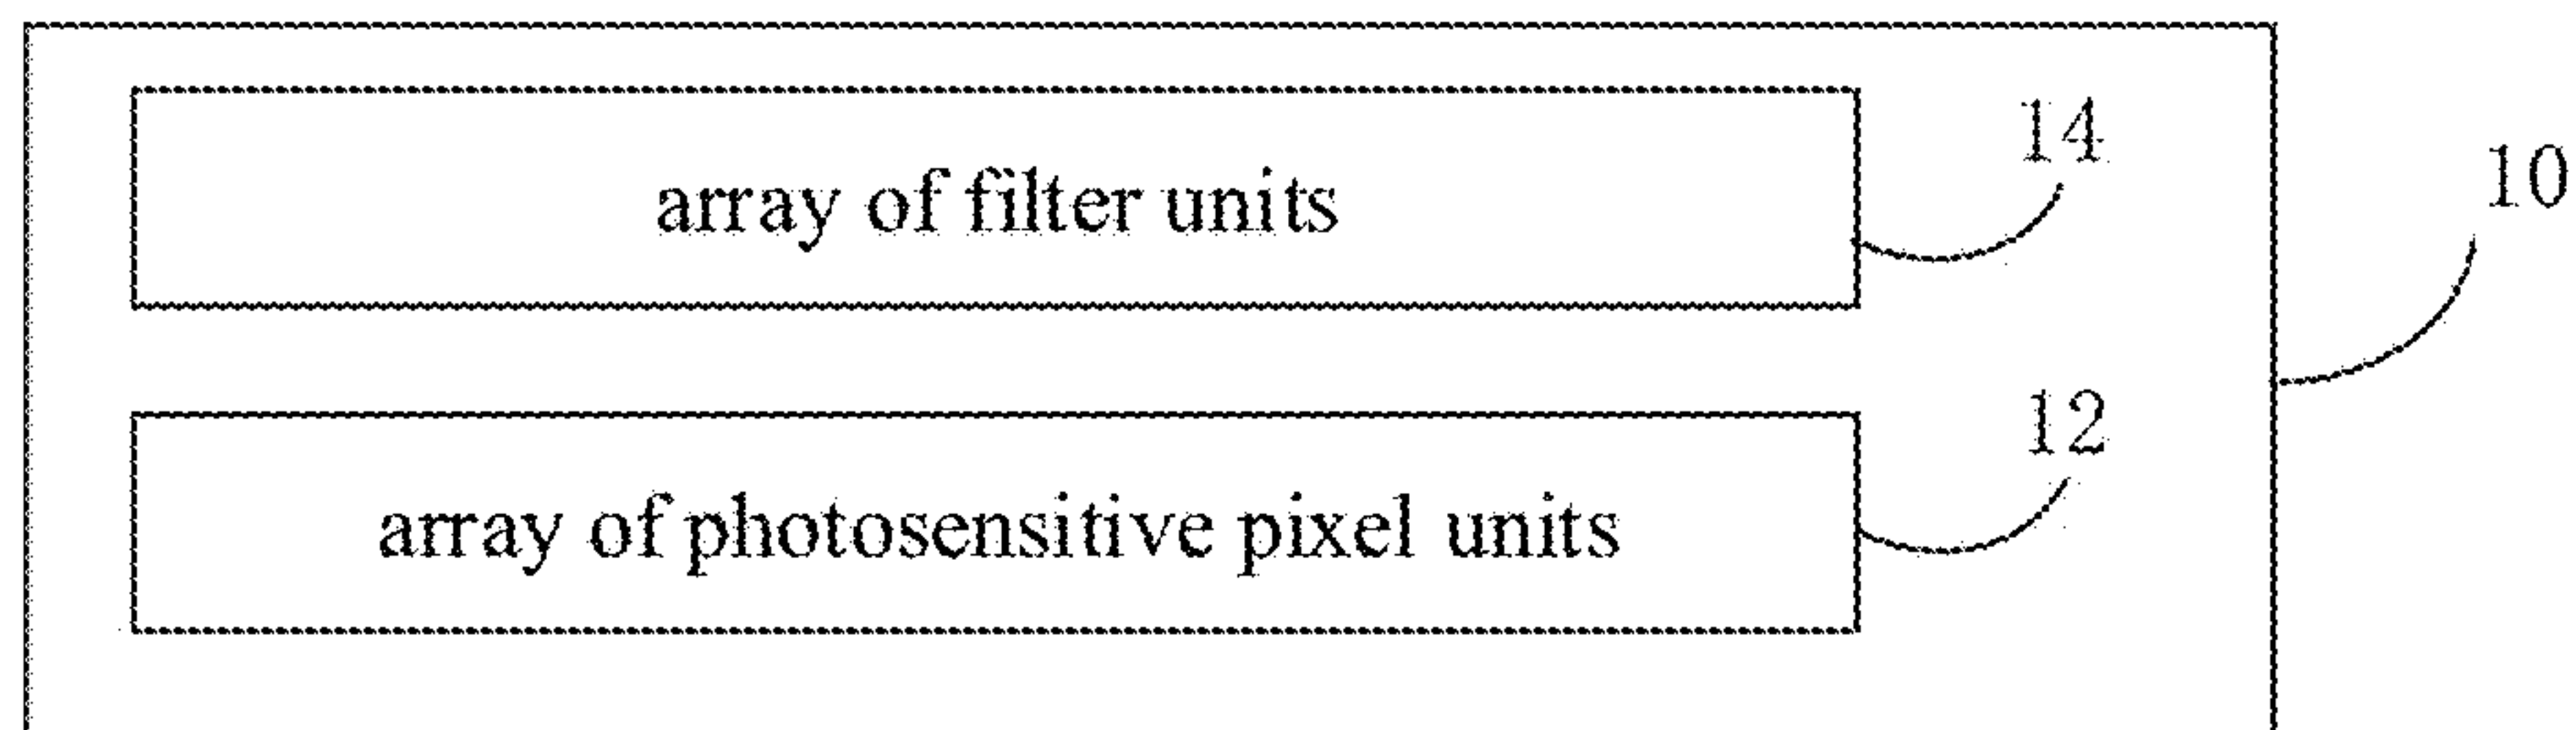 array of filter units
14
10
array of photosensitive pixel units
12